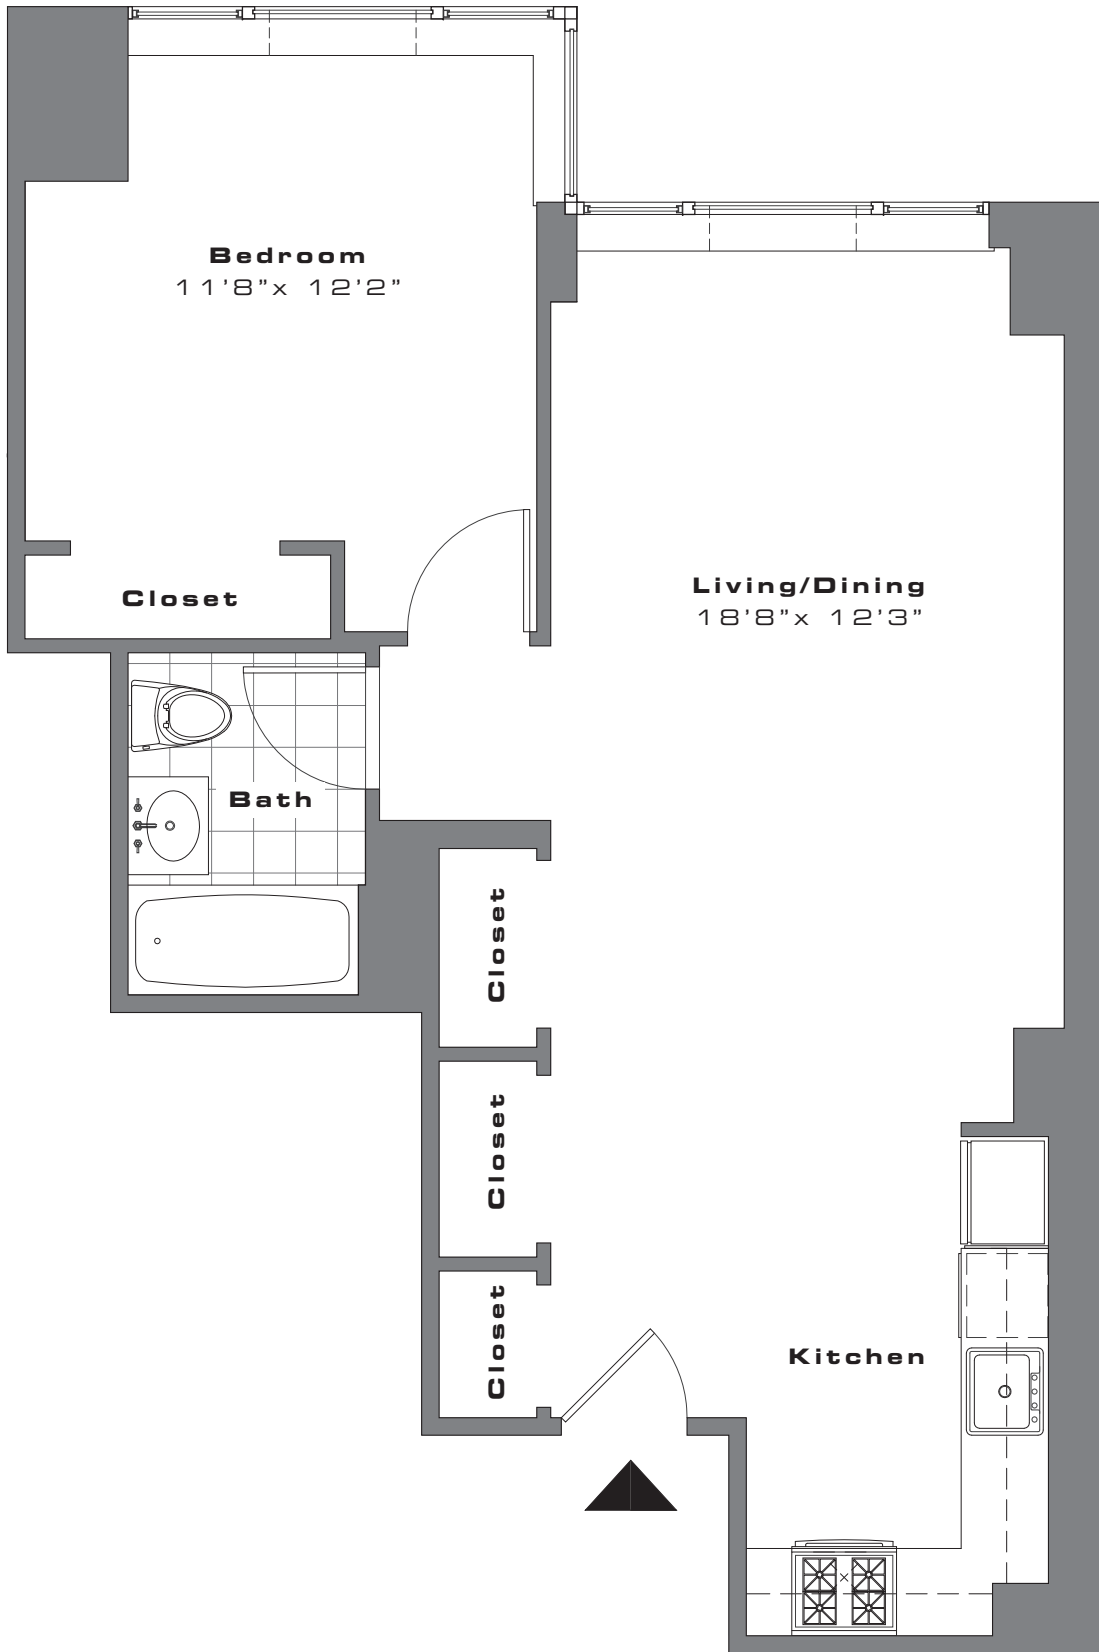 Bedroom
11'8"x 12'2"
Closet
Living/Dining
18'8"x 12'3"
Bath
Closet
Closet
Closet
Kitchen